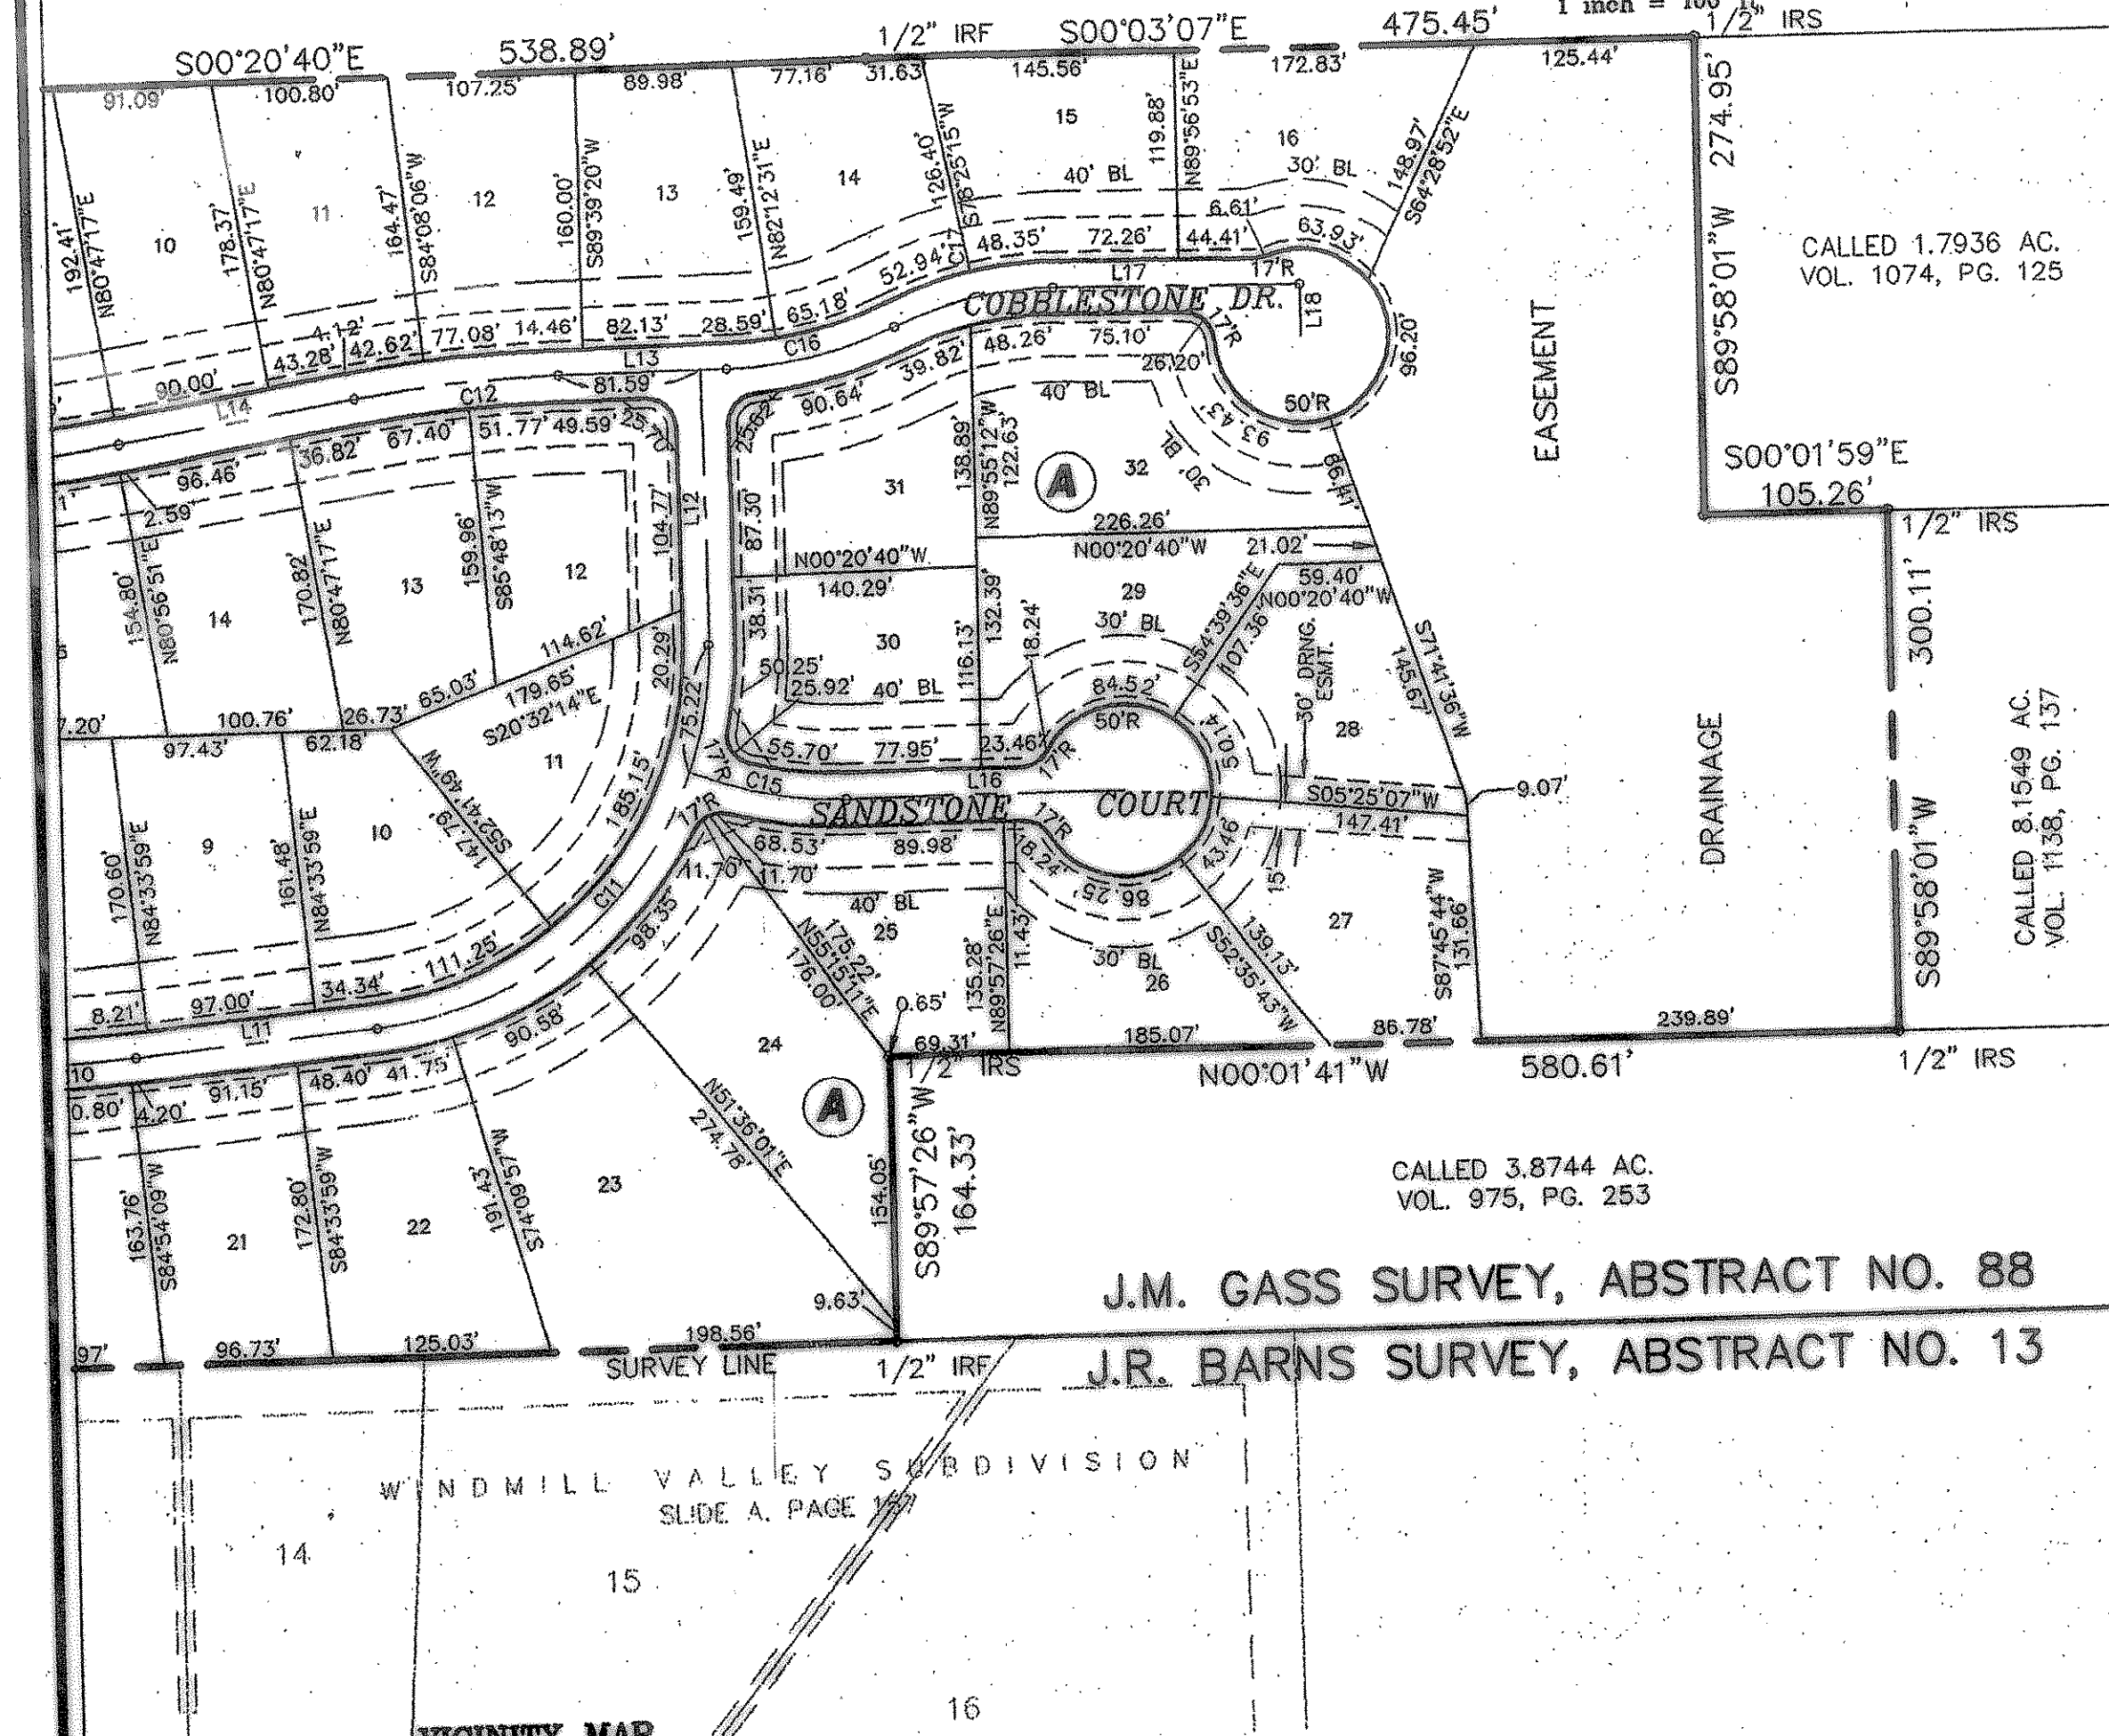 1 inch = 100 ft.
S00°20'40"E
538.89'
1/2" IRF
S00°03'07"E
475.45'
1/2" IRS
91.09'
100.80'
107.25'
89.98'
77.16'
31.63'
145.56'
172.83'
125.44'
S89°58'01"W 274.95'
192.41'
N80°47'17"E
10
178.37'
N80°47'17"E
11
164.47'
S84°08'06"W
12
160.00'
S89°39'20"W
13
159.49'
N82°12'31"E
14
126.40'
S78°25'15"W
15
119.88'
N89°56'53"E
16
148.97'
S64°28'52"E
40' BL
30' BL
CALLED 1.7936 AC.
VOL. 1074, PG. 125
90.00'
43.28'
4.12'
42.62'
77.08'
14.46'
82.13'
28.59'
65.18'
52.94'
C17
48.35'
72.26'
44.41'
6.61'
17'R
63.93'
L14
C12
L13
81.59'
C16
COBBLESTONE DR.
L17
L18
96.20'
50'R
17'R
26.20'
93.43'
EASEMENT
1'
96.46'
2.59'
36.82'
67.40'
51.77'
49.59'
25.70'
25.62'
90.64'
39.82'
48.26'
75.10'
40' BL
30' BL
154.80'
N80°56'51"E
14
170.82'
N80°47'17"E
13
159.96'
S85°48'13"W
12
104.77'
L12
87.30'
31
138.89'
N89°55'12"W
122.63'
A
32
141.99'
S00°01'59"E
105.26'
1/2" IRS
226.26'
N00°20'40"W
21.02'
N00°20'40"W
140.29'
59.40'
N00°20'40"W
7.20'
100.76'
26.73'
65.03'
114.62'
179.65'
S20°32'14"E
20.29'
75.22'
38.31'
50.25'
25.92'
30
40' BL
116.13'
132.39'
18.24'
29
30' BL
S54°39'36"E
107.36'
30' DRNG.
ESMT.
28
S71°41'36"W
145.67'
300.11'
S89°58'01"W
CALLED 8.1549 AC.
VOL. 1138, PG. 137
97.43'
62.18'
S52°41'49"W
147.79'
11
185.15'
17'R
C15
55.70'
77.95'
23.46'
17'R
84.52'
50'R
50.14'
L16
SANDSTONE COURT
S05°25'07"W
147.41'
9.07'
DRAINAGE
170.60'
N84°33'59"E
9
161.48'
N84°33'59"E
10
17'R
68.53'
89.98'
17'R
18.24'
86.25'
43.46'
15'
11.70'
11.70'
40' BL
25
98.35'
175.22'
N55°15'11"E
176.00'
135.28'
N89°57'26"E
11.43'
30' BL
26
139.13'
S52°35'43"W
27
S87°45'44"W
131.66'
8.21'
97.00'
34.34'
111.25'
C11
L11
0.65'
69.31'
185.07'
86.78'
239.89'
1/2" IRS
N00°01'41"W
580.61'
1/2" IRS
10
0.80'
4.20'
91.15'
48.40'
41.75'
90.58'
24
A
163.76'
S84°54'09"W
21
172.80'
S84°33'59"W
22
191.43'
S74°09'57"W
23
N51°36'01"E
274.78'
154.05'
S89°57'26"W
164.33'
9.63'
CALLED 3.8744 AC.
VOL. 975, PG. 253
J.M. GASS SURVEY, ABSTRACT NO. 88
97'
96.73'
125.03'
198.56'
SURVEY LINE
1/2" IRF
J.R. BARNS SURVEY, ABSTRACT NO. 13
WINDMILL VALLEY SUBDIVISION
SLIDE A, PAGE
14
15
16
VICINITY MAP